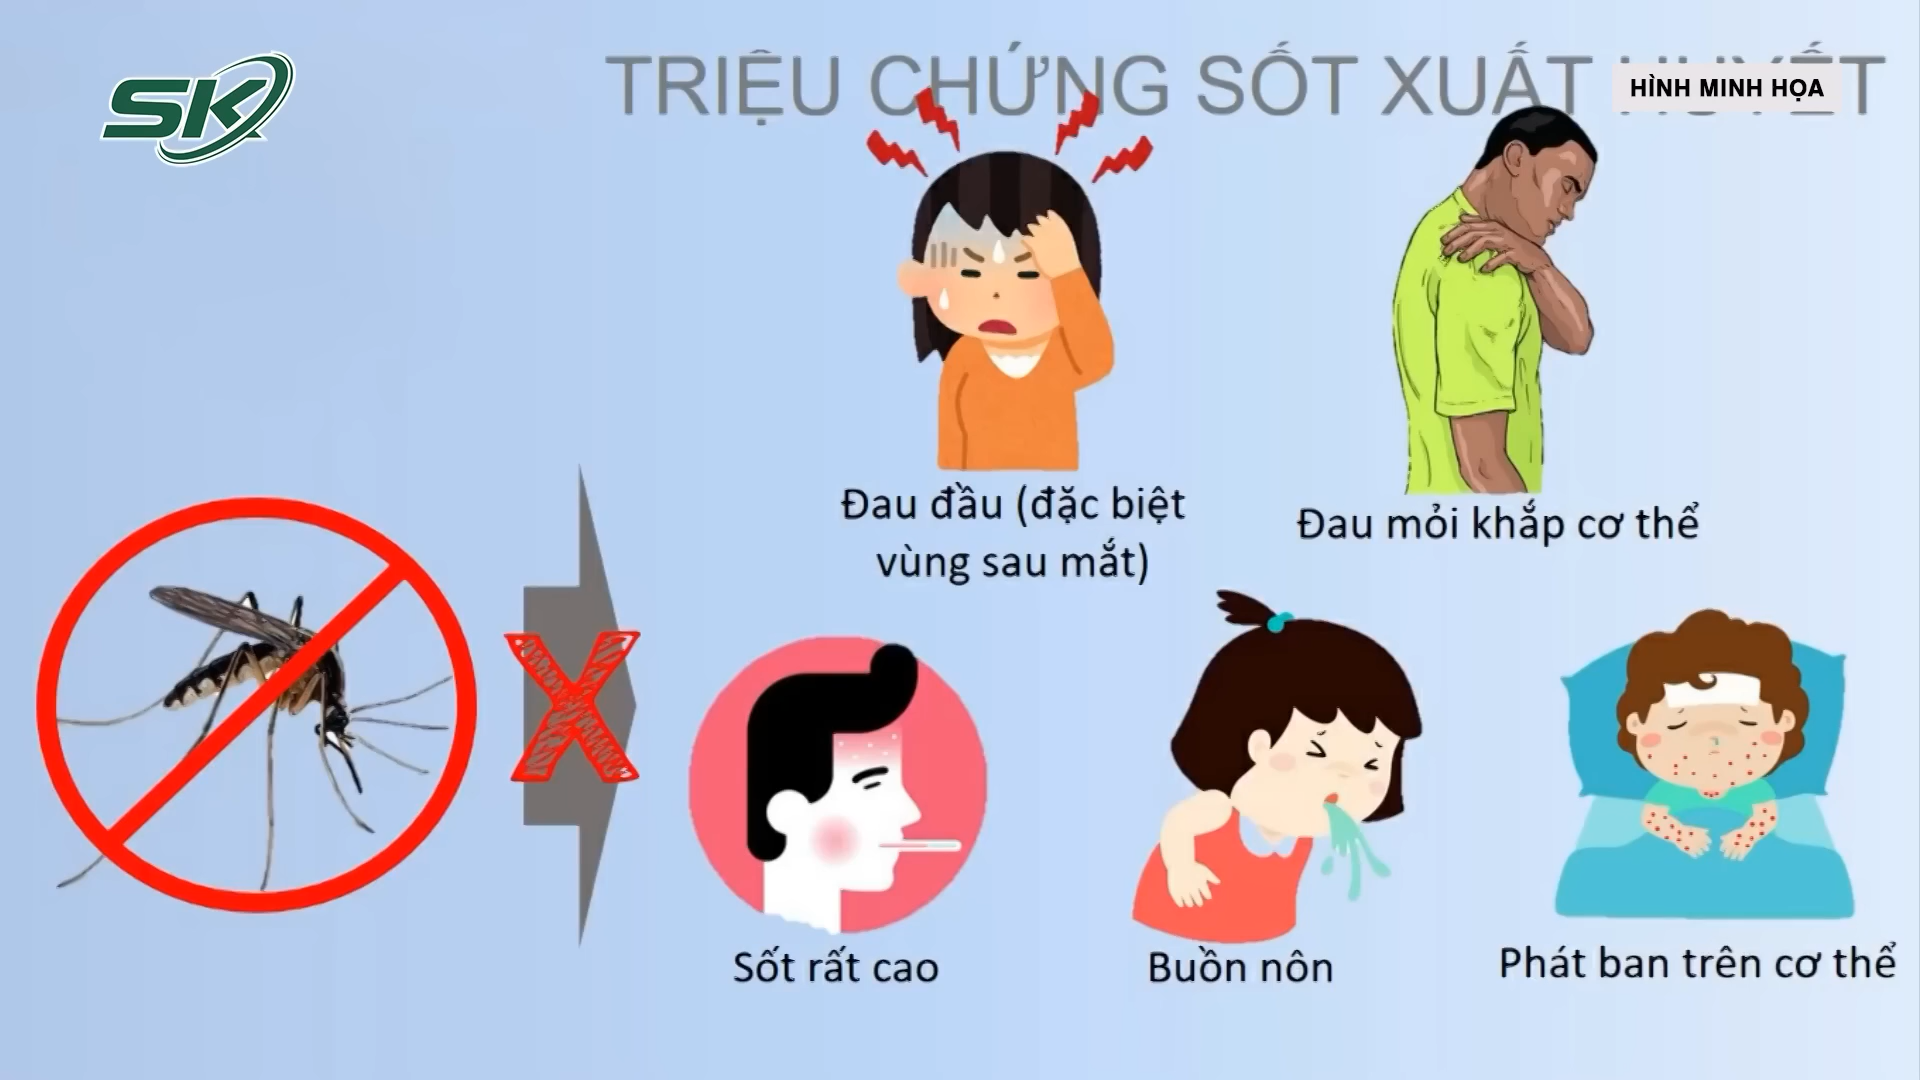 SK
TRIỆU CHỨNG SỐT XUẤT HUYẾT
HÌNH MINH HỌA
Đau đầu (đặc biệt
vùng sau mắt)
Đau mỏi khắp cơ thể
X
Sốt rất cao
Buồn nôn
Phát ban trên cơ thể